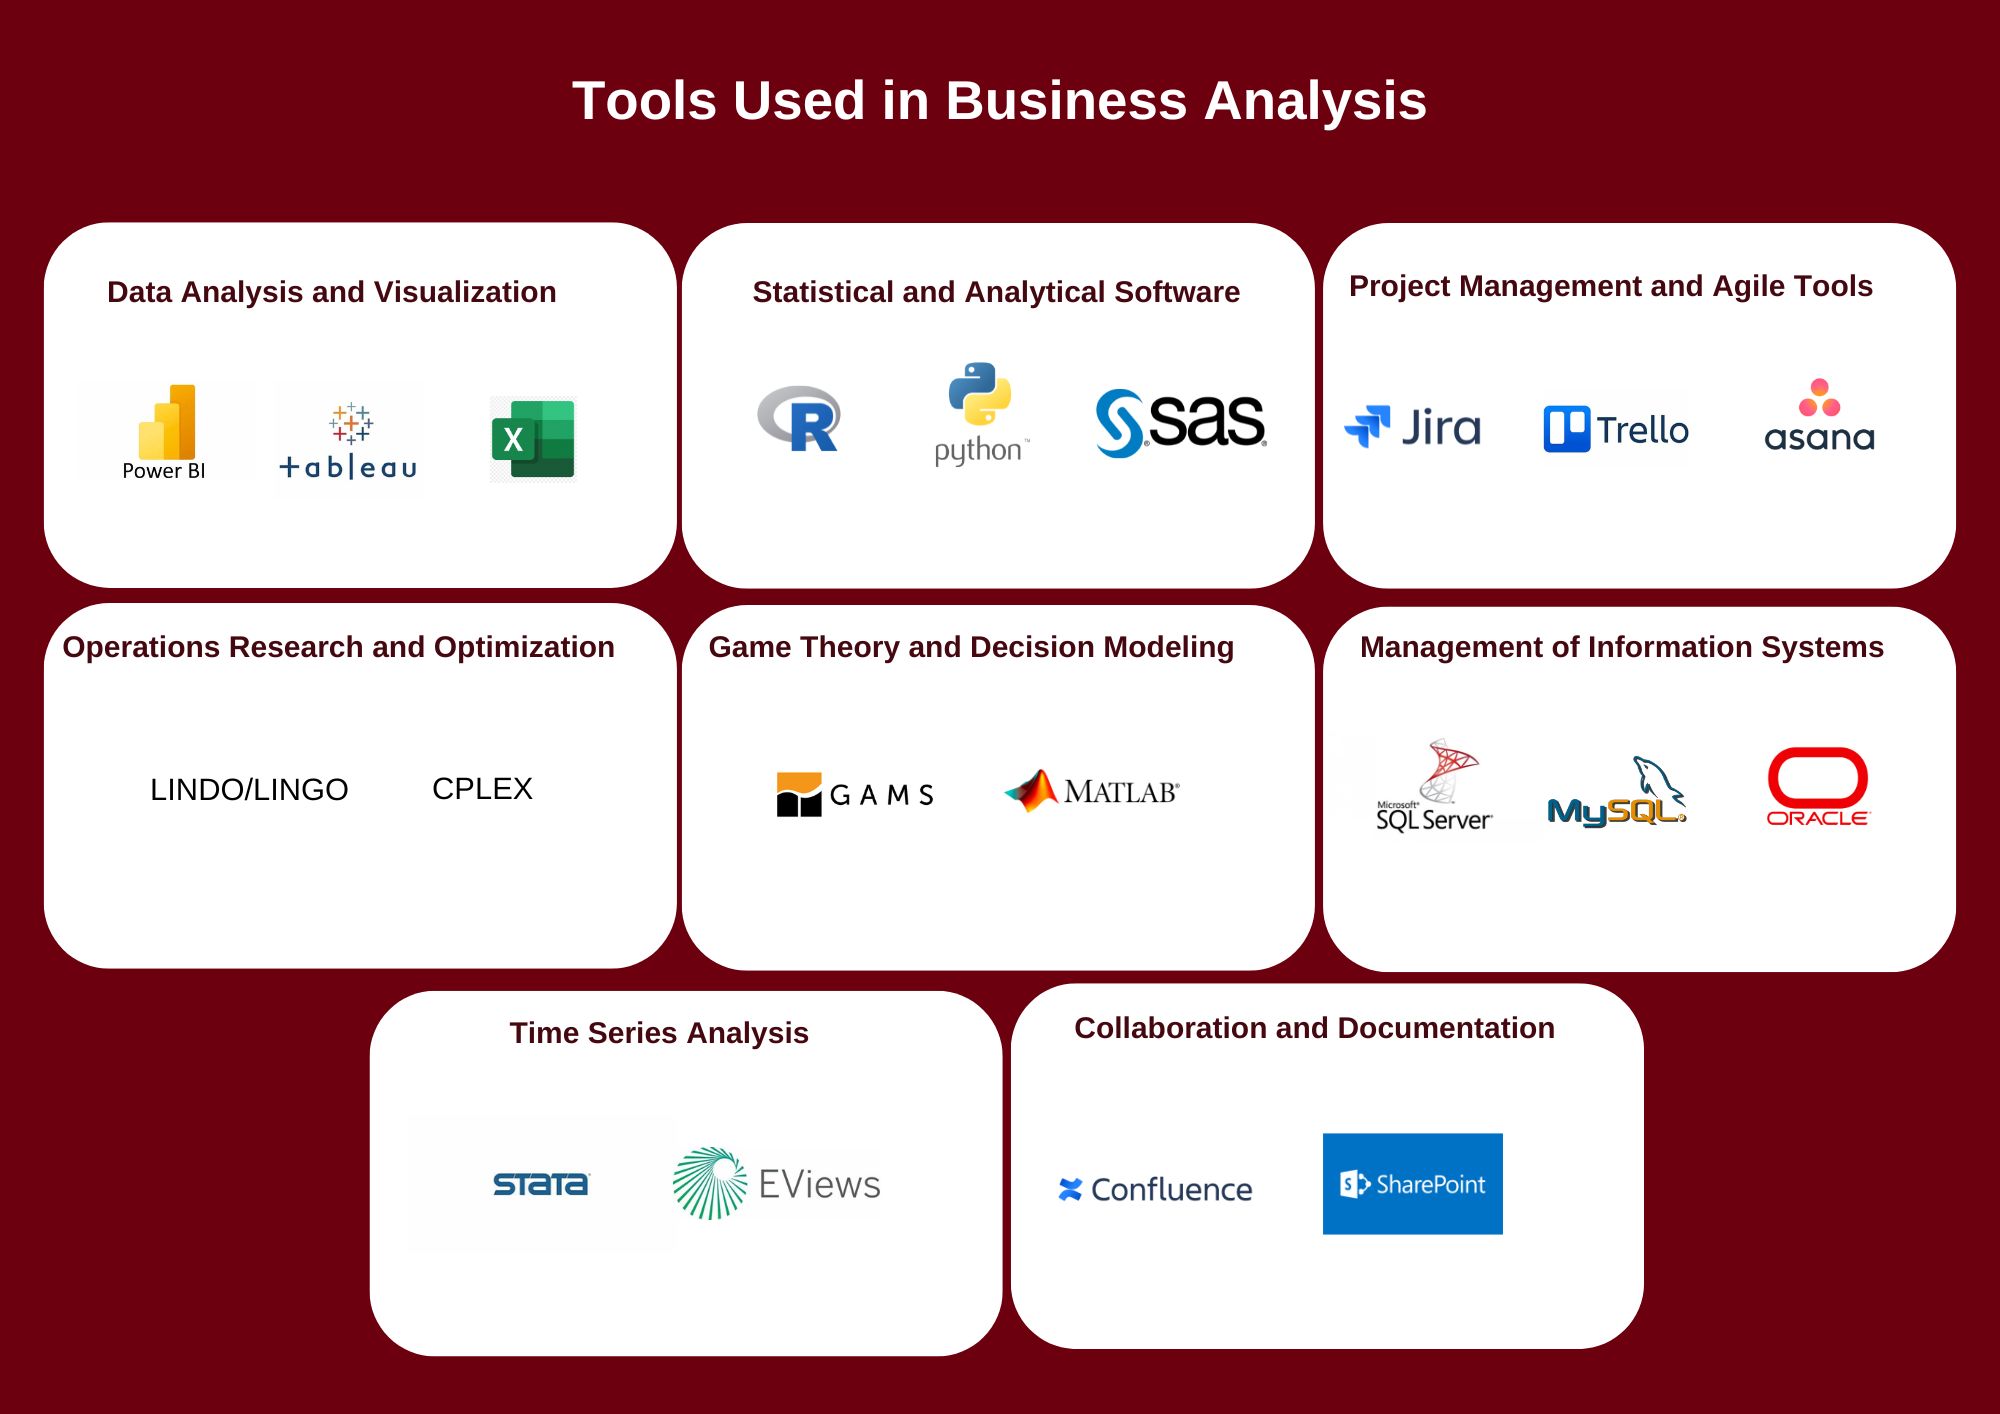 Tools Used in Business Analysis
Data Analysis and Visualization
Power BI
+ableau
X
Statistical and Analytical Software
R
python™
sas
Project Management and Agile Tools
Jira
Trello
asana
Operations Research and Optimization
LINDO/LINGO
CPLEX
Game Theory and Decision Modeling
GAMS
MATLAB®
Management of Information Systems
Microsoft®
SQL Server®
MySQL®
ORACLE
Time Series Analysis
STATA
EViews
Collaboration and Documentation
Confluence
S SharePoint